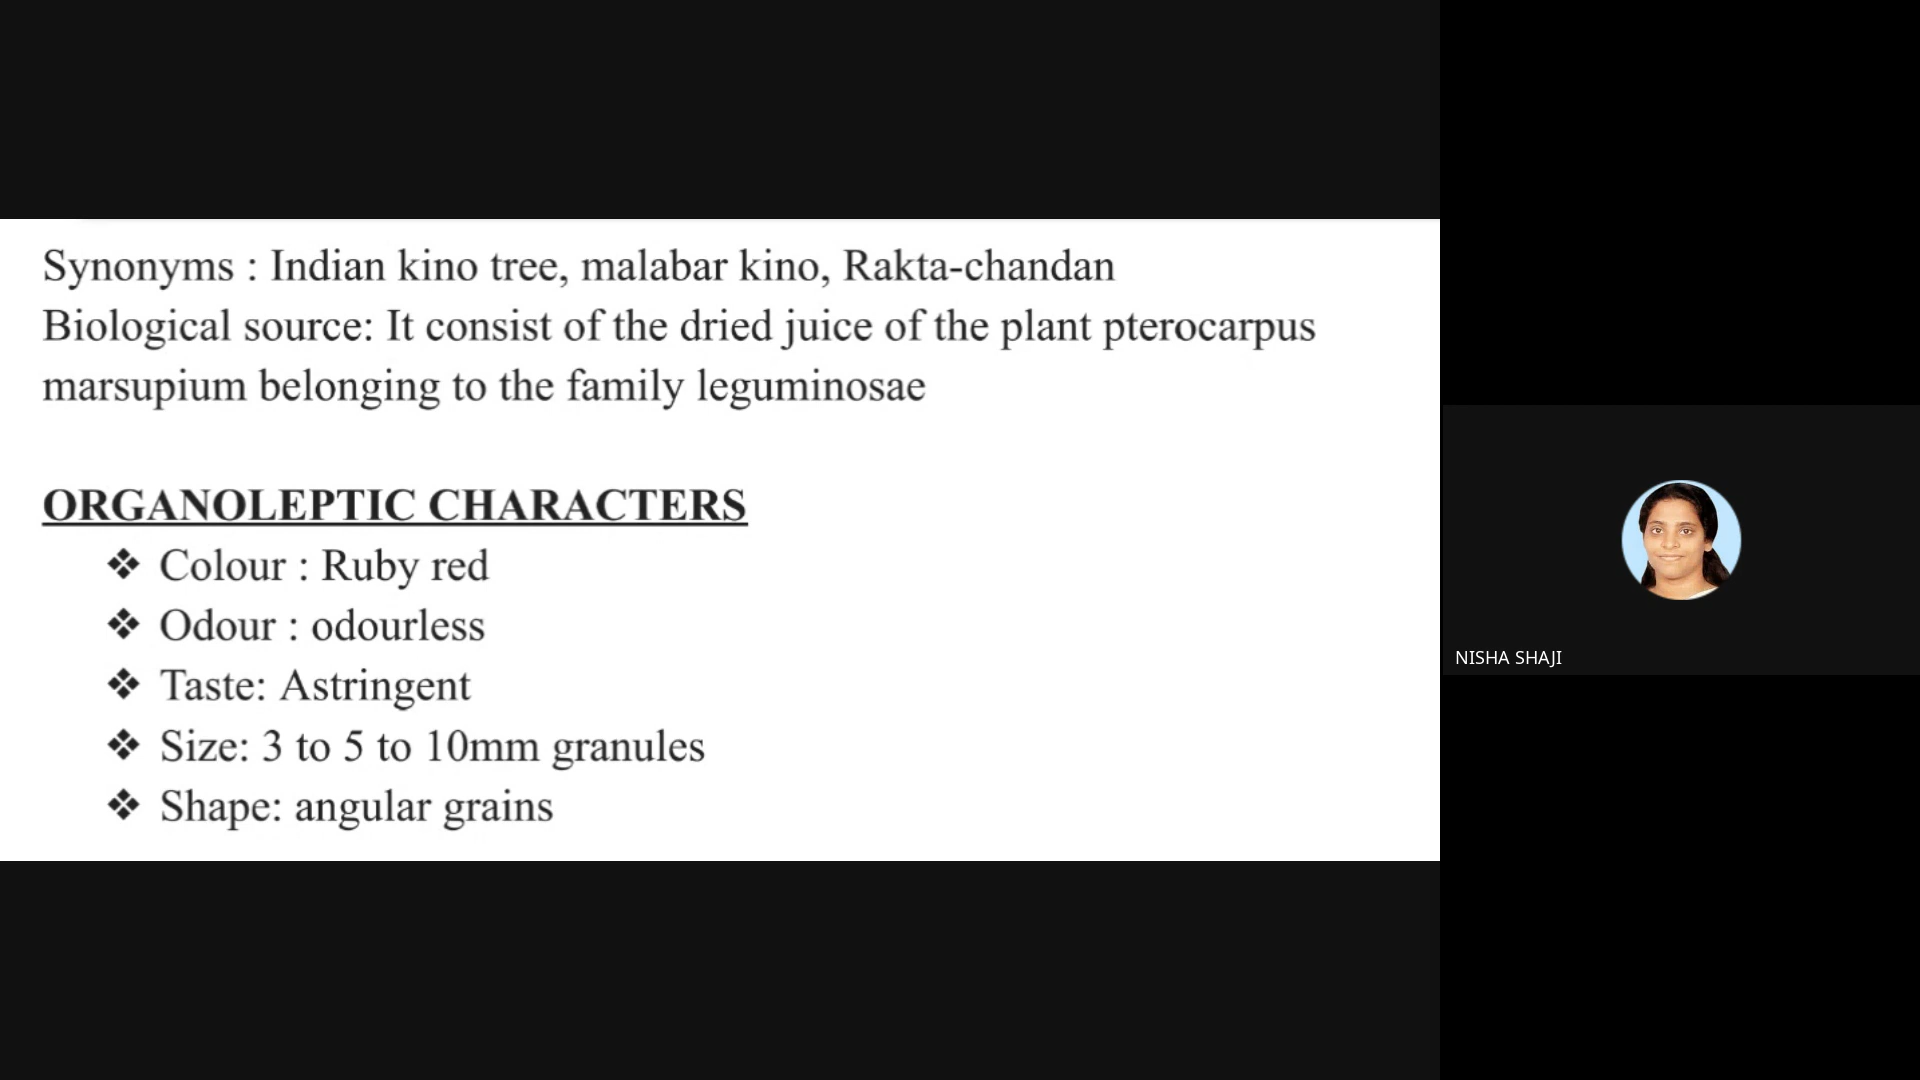 Synonyms : Indian kino tree, malabar kino, Rakta-chandan
Biological source: It consist of the dried juice of the plant pterocarpus
marsupium belonging to the family leguminosae
ORGANOLEPTIC CHARACTERS
❖ Colour : Ruby red
❖ Odour : odourless
❖ Taste: Astringent
❖ Size: 3 to 5 to 10mm granules
❖ Shape: angular grains
NISHA SHAJI